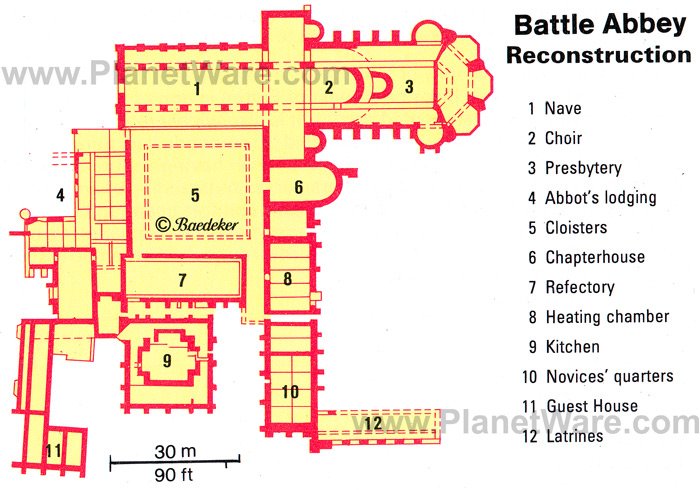 Battle Abbey
Reconstruction
www.PlanetWare.com
1
2
3
1 Nave
2 Choir
3 Presbytery
4 Abbot's lodging
5 Cloisters
6 Chapterhouse
7 Refectory
8 Heating chamber
9 Kitchen
10 Novices' quarters
11 Guest House
12 Latrines
4
5
6
© Baedeker
7
8
9
10
11
12
www.PlanetWare.com
30 m
90 ft